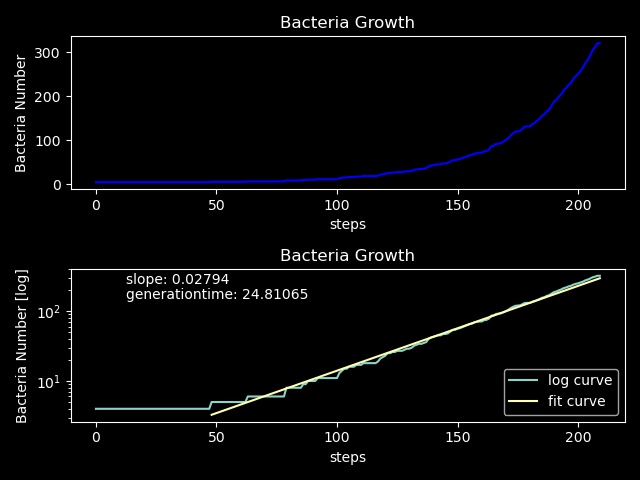 Bacteria Growth
Bacteria Number
300
200
100
0
0 50 100 150 200
steps
Bacteria Growth
Bacteria Number [log]
slope: 0.02794
generationtime: 24.81065
10²
10¹
log curve
fit curve
0 50 100 150 200
steps